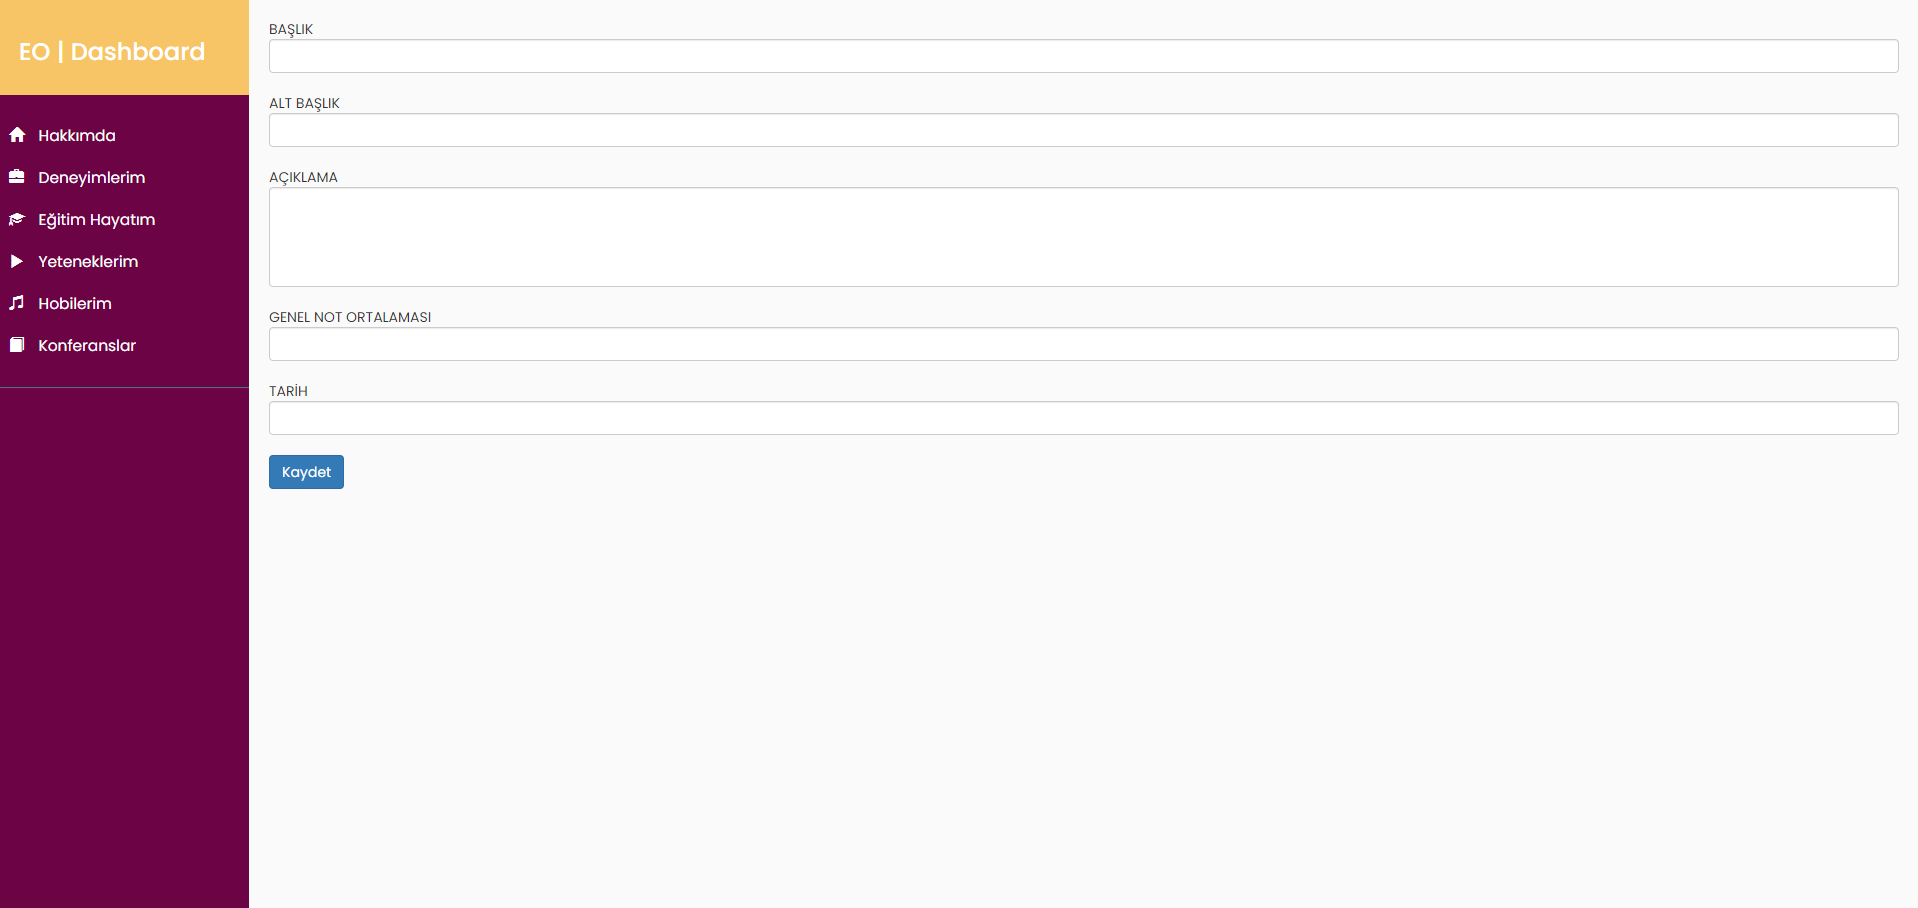 EO | Dashboard
Hakkımda
Deneyimlerim
Eğitim Hayatım
Yeteneklerim
Hobilerim
Konferanslar
BAŞLIK
ALT BAŞLIK
AÇIKLAMA
GENEL NOT ORTALAMASI
TARİH
Kaydet